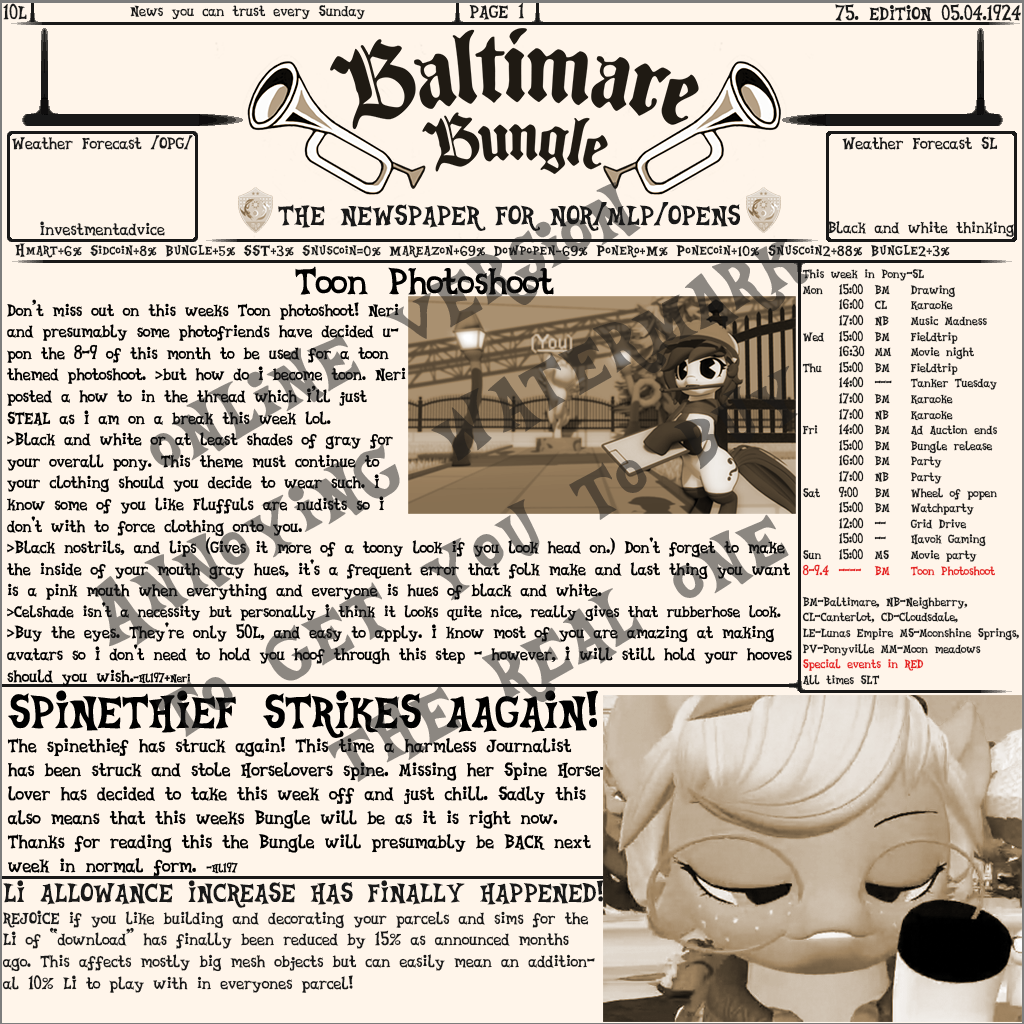 10L
News you can trust every Sunday
PAGE 1
75. EDITION 05.04.1924
Baltimare
Bungle
THE NEWSPAPER FOR NOR/MLP/OPENS
Weather Forecast /OPG/
investmentadvice
Weather Forecast SL
Black and white thinking
HMART+6% SIDCOIN+8% BUNGLE+5% SST+3% SNUSCOIN=0% MAREAZON+69% DOWPOPEN-69% PONERO+M% PONECOIN+10% SNUSCOIN2+88% BUNGLE2+3%
Toon Photoshoot
Don't miss out on this weeks Toon photoshoot! Neri
and presumably some photofriends have decided u-
pon the 8-9 of this month to be used for a toon
themed photoshoot. >but how do i become toon. Neri
posted a how to in the thread which i'll just
STEAL as i am on a break this week lol.
>Black and white or at least shades of gray for
your overall pony. This theme must continue to
your clothing should you decide to wear such. i
know some of you like Fluffuls are nudists so i
don't with to force clothing onto you.
>Black nostrils, and lips (Gives it more of a toony look if you look head on.) Don't forget to make
the inside of your mouth gray hues, it's a frequent error that folk make and last thing you want
is a pink mouth when everything and everyone is hues of black and white.
>Celshade isn't a necessity but personally i think it looks quite nice, really gives that rubberhose look.
>Buy the eyes. They're only 50L, and easy to apply. i know most of you are amazing at making
avatars so i don't need to hold you hoof through this step - however, i will still hold your hooves
should you wish.-HL197+Neri
(You)
This week in Pony-SL
Mon 15:00 BM Drawing
16:00 CL Karaoke
17:00 NB Music Madness
Wed 15:00 BM Fieldtrip
16:30 MM Movie night
Thu 15:00 BM Fieldtrip
14:00 ---- Tanker Tuesday
17:00 BM Karaoke
17:00 NB Karaoke
Fri 14:00 BM Ad Auction ends
15:00 BM Bungle release
16:00 BM Party
17:00 NB Party
Sat 9:00 BM Wheel of popen
15:00 BM Watchparty
12:00 --- Grid Drive
15:00 --- Havok Gaming
Sun 15:00 MS Movie party
8-9.4 ----- BM Toon Photoshoot
BM-Baltimare, NB-Neighberry,
CL-Canterlot, CD-Cloudsdale,
LE-Lunas Empire MS-Moonshine Springs,
PV-Ponyville MM-Moon meadows
Special events in RED
All times SLT
SPINETHIEF STRIKES AAGAIN!
The spinethief has struck again! This time a harmless Journalist
has been struck and stole Horselovers spine. Missing her Spine Horse
lover has decided to take this week off and just chill. Sadly this
also means that this weeks Bungle will be as it is right now.
Thanks for reading this the Bungle will presumably be BACK next
week in normal form. -HL197
Li ALLOWANCE INCREASE HAS FINALLY HAPPENED!
REJOICE if you like building and decorating your parcels and sims for the
Li of "download" has finally been reduced by 15% as announced months
ago. This affects mostly big mesh objects but can easily mean an addition-
al 10% Li to play with in everyones parcel!
ONLINE VERSION
ANNOYING WATERMARK
TO GET YOU TO BUY
THE REAL ONE